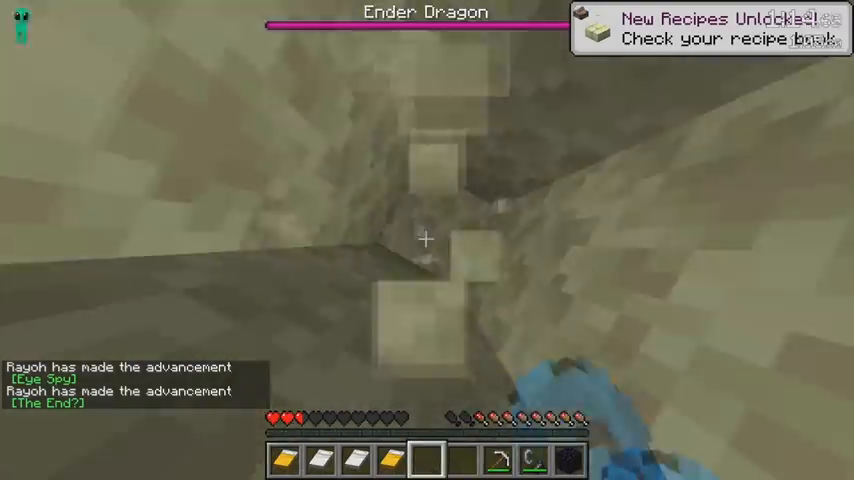 Ender Dragon
New Recipes Unlocked!
Check your recipe book
Rayoh has made the advancement
[Eye Spy]
Rayoh has made the advancement
[The End?]